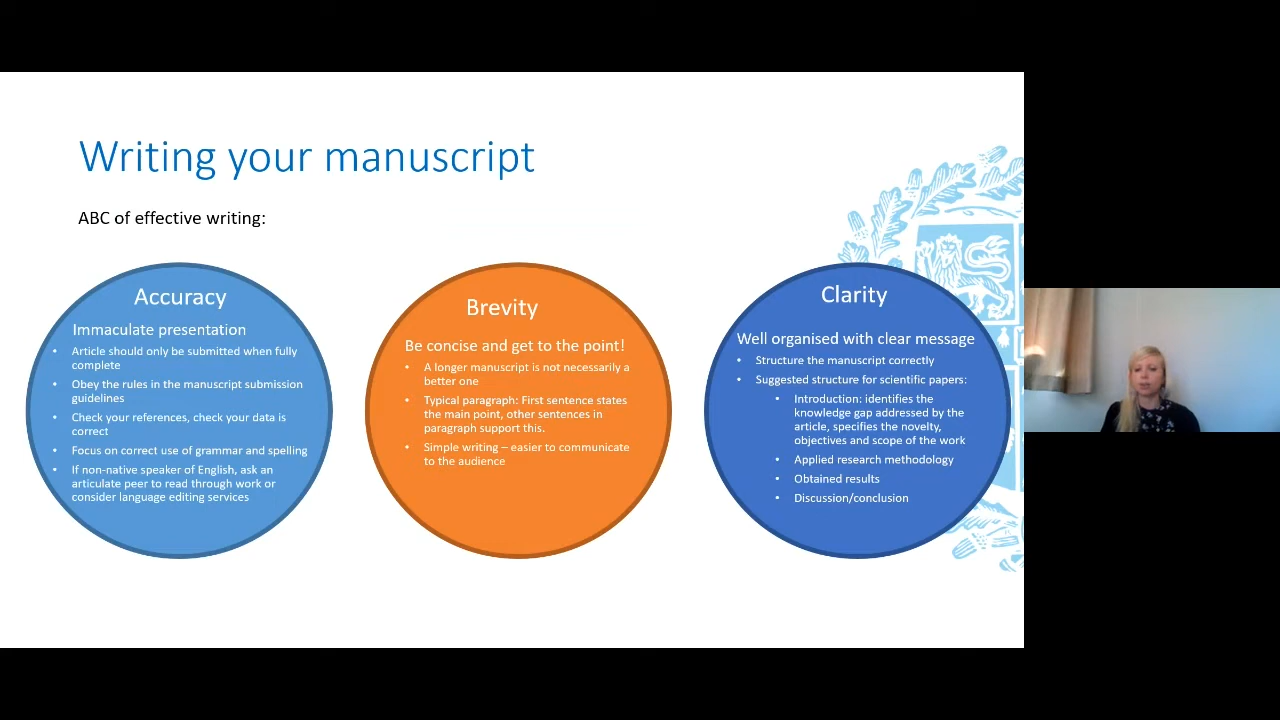 Writing your manuscript
ABC of effective writing:
Accuracy
Immaculate presentation
• Article should only be submitted when fully
complete
• Obey the rules in the manuscript submission
guidelines
• Check your references, check your data is
correct
• Focus on correct use of grammar and spelling
• If non-native speaker of English, ask an
articulate peer to read through work or
consider language editing services
Brevity
Be concise and get to the point!
• A longer manuscript is not necessarily a
better one
• Typical paragraph: First sentence states
the main point, other sentences in
paragraph support this.
• Simple writing – easier to communicate
to the audience
Clarity
Well organised with clear message
• Structure the manuscript correctly
• Suggested structure for scientific papers:
• Introduction: identifies the
knowledge gap addressed by the
article, specifies the novelty,
objectives and scope of the work
• Applied research methodology
• Obtained results
• Discussion/conclusion